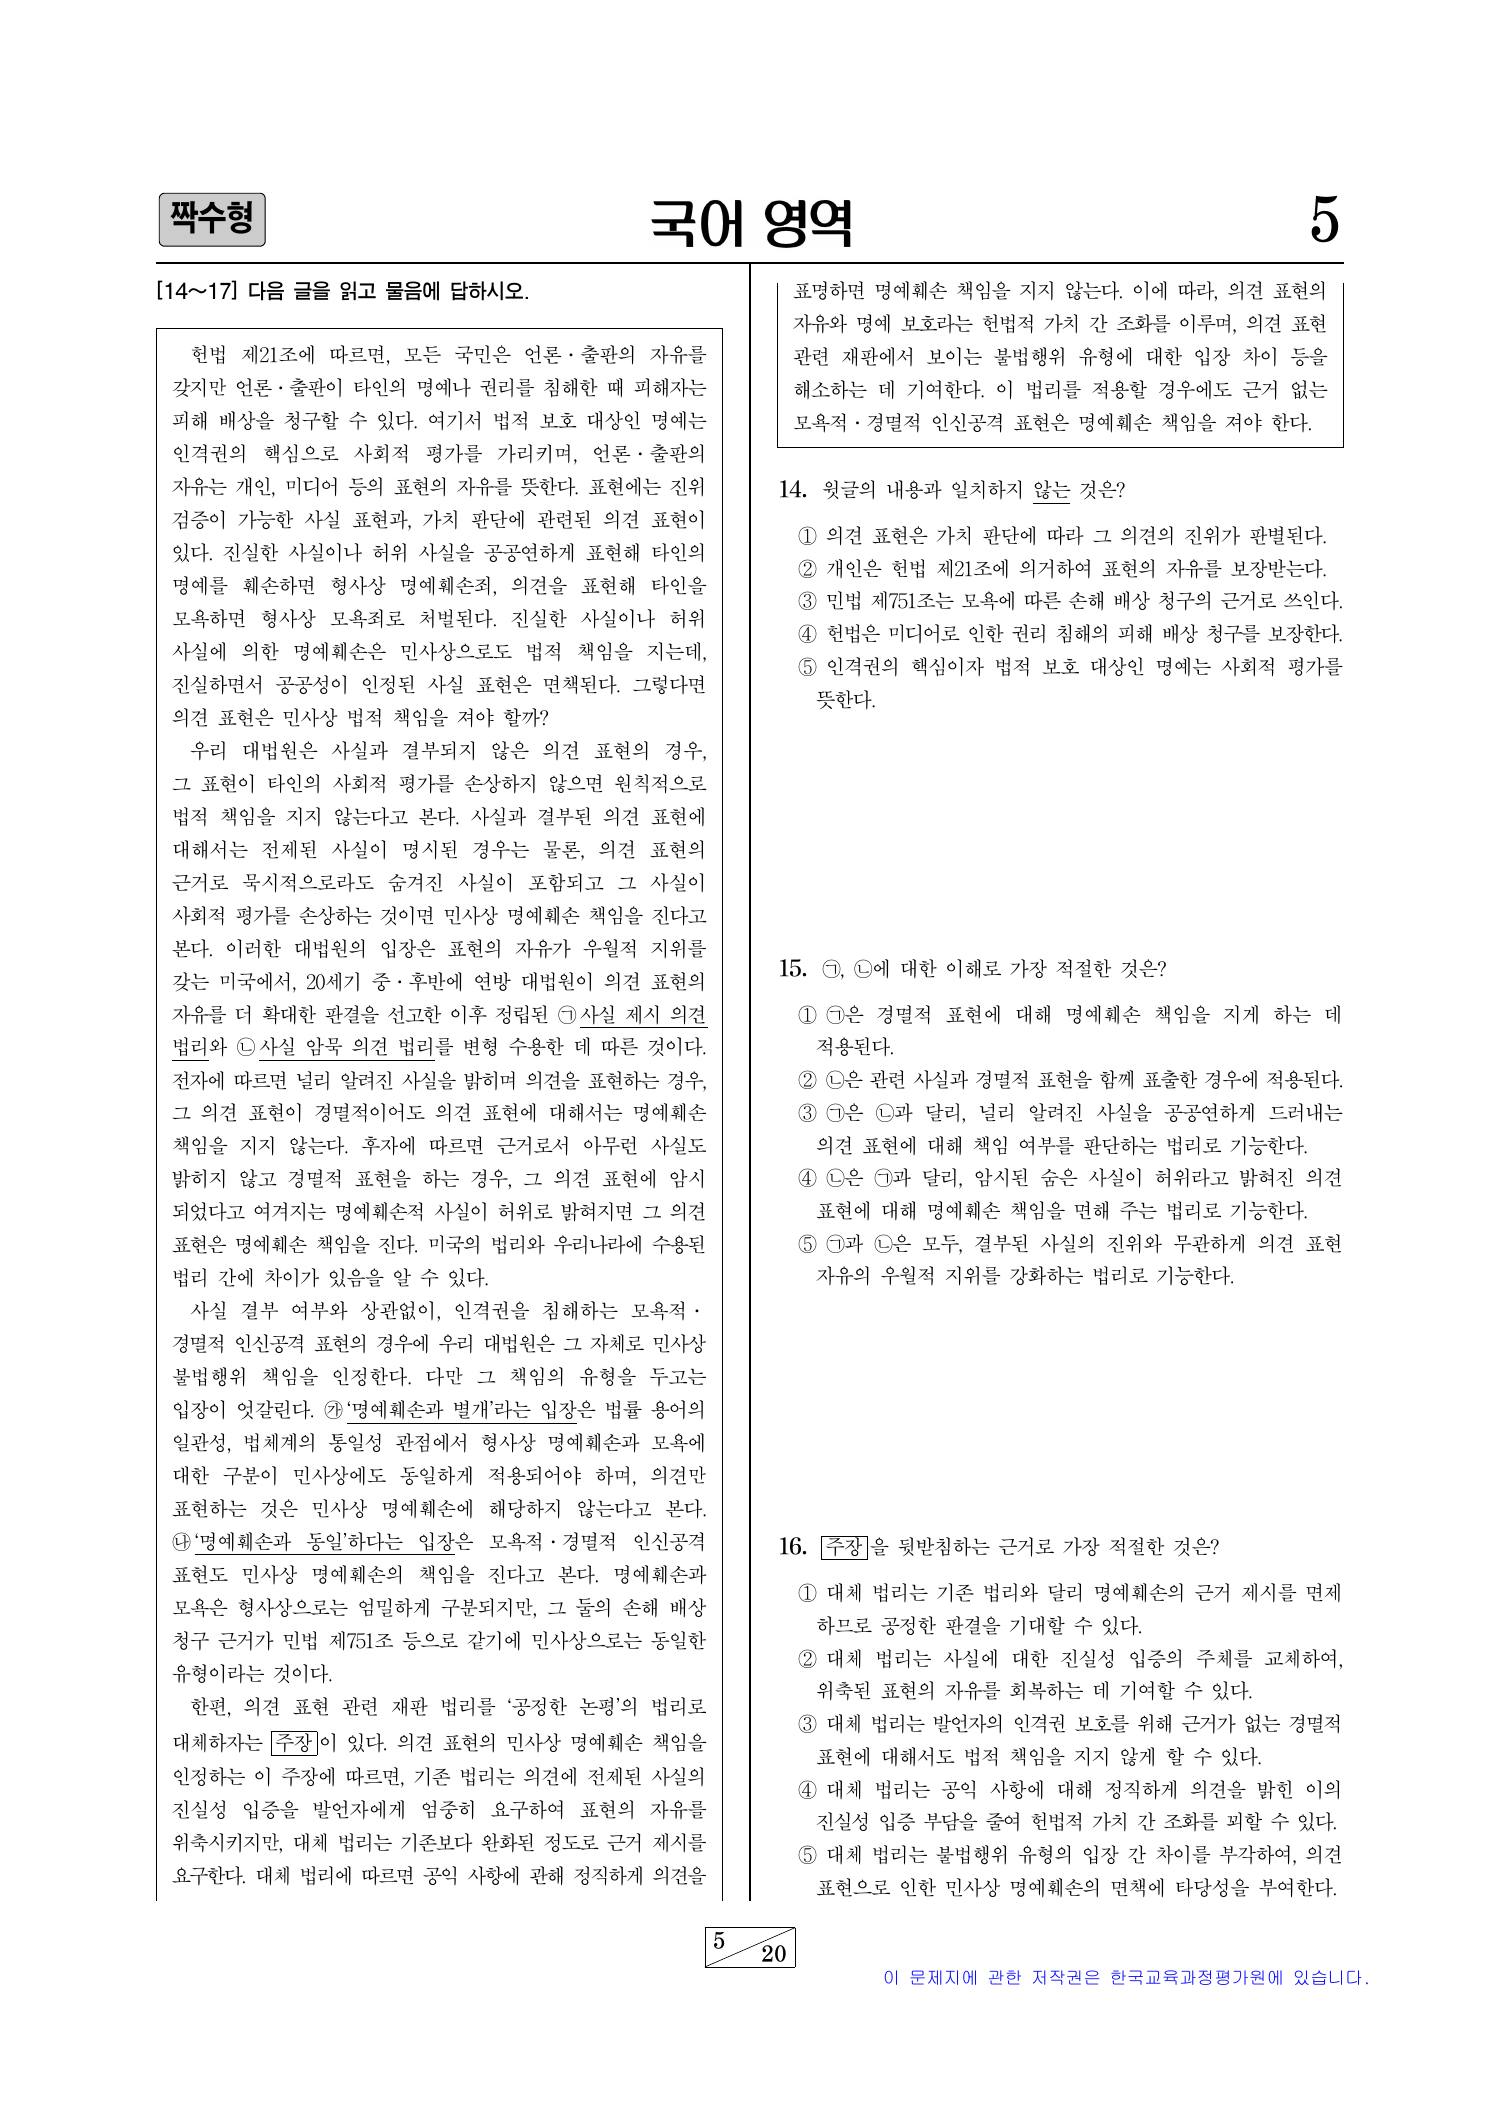 짝수형
국어 영역
5
[14~17] 다음 글을 읽고 물음에 답하시오.
헌법 제21조에 따르면, 모든 국민은 언론·출판의 자유를
갖지만 언론·출판이 타인의 명예나 권리를 침해한 때 피해자는
피해 배상을 청구할 수 있다. 여기서 법적 보호 대상인 명예는
인격권의 핵심으로 사회적 평가를 가리키며, 언론·출판의
자유는 개인, 미디어 등의 표현의 자유를 뜻한다. 표현에는 진위
검증이 가능한 사실 표현과, 가치 판단에 관련된 의견 표현이
있다. 진실한 사실이나 허위 사실을 공공연하게 표현해 타인의
명예를 훼손하면 형사상 명예훼손죄, 의견을 표현해 타인을
모욕하면 형사상 모욕죄로 처벌된다. 진실한 사실이나 허위
사실에 의한 명예훼손은 민사상으로도 법적 책임을 지는데,
진실하면서 공공성이 인정된 사실 표현은 면책된다. 그렇다면
의견 표현은 민사상 법적 책임을 져야 할까?
우리 대법원은 사실과 결부되지 않은 의견 표현의 경우,
그 표현이 타인의 사회적 평가를 손상하지 않으면 원칙적으로
법적 책임을 지지 않는다고 본다. 사실과 결부된 의견 표현에
대해서는 전제된 사실이 명시된 경우는 물론, 의견 표현의
근거로 묵시적으로라도 숨겨진 사실이 포함되고 그 사실이
사회적 평가를 손상하는 것이면 민사상 명예훼손 책임을 진다고
본다. 이러한 대법원의 입장은 표현의 자유가 우월적 지위를
갖는 미국에서, 20세기 중·후반에 연방 대법원이 의견 표현의
자유를 더 확대한 판결을 선고한 이후 정립된 ㉠사실 제시 의견
법리와 ㉡사실 암묵 의견 법리를 변형 수용한 데 따른 것이다.
전자에 따르면 널리 알려진 사실을 밝히며 의견을 표현하는 경우,
그 의견 표현이 경멸적이어도 의견 표현에 대해서는 명예훼손
책임을 지지 않는다. 후자에 따르면 근거로서 아무런 사실도
밝히지 않고 경멸적 표현을 하는 경우, 그 의견 표현에 암시
되었다고 여겨지는 명예훼손적 사실이 허위로 밝혀지면 그 의견
표현은 명예훼손 책임을 진다. 미국의 법리와 우리나라에 수용된
법리 간에 차이가 있음을 알 수 있다.
사실 결부 여부와 상관없이, 인격권을 침해하는 모욕적·
경멸적 인신공격 표현의 경우에 우리 대법원은 그 자체로 민사상
불법행위 책임을 인정한다. 다만 그 책임의 유형을 두고는
입장이 엇갈린다. ㉮‘명예훼손과 별개’라는 입장은 법률 용어의
일관성, 법체계의 통일성 관점에서 형사상 명예훼손과 모욕에
대한 구분이 민사상에도 동일하게 적용되어야 하며, 의견만
표현하는 것은 민사상 명예훼손에 해당하지 않는다고 본다.
㉯‘명예훼손과 동일’하다는 입장은 모욕적·경멸적 인신공격
표현도 민사상 명예훼손의 책임을 진다고 본다. 명예훼손과
모욕은 형사상으로는 엄밀하게 구분되지만, 그 둘의 손해 배상
청구 근거가 민법 제751조 등으로 같기에 민사상으로는 동일한
유형이라는 것이다.
한편, 의견 표현 관련 재판 법리를 ‘공정한 논평’의 법리로
대체하자는 주장이 있다. 의견 표현의 민사상 명예훼손 책임을
인정하는 이 주장에 따르면, 기존 법리는 의견에 전제된 사실의
진실성 입증을 발언자에게 엄중히 요구하여 표현의 자유를
위축시키지만, 대체 법리는 기존보다 완화된 정도로 근거 제시를
요구한다. 대체 법리에 따르면 공익 사항에 관해 정직하게 의견을
표명하면 명예훼손 책임을 지지 않는다. 이에 따라, 의견 표현의
자유와 명예 보호라는 헌법적 가치 간 조화를 이루며, 의견 표현
관련 재판에서 보이는 불법행위 유형에 대한 입장 차이 등을
해소하는 데 기여한다. 이 법리를 적용할 경우에도 근거 없는
모욕적·경멸적 인신공격 표현은 명예훼손 책임을 져야 한다.
14. 윗글의 내용과 일치하지 않는 것은?
① 의견 표현은 가치 판단에 따라 그 의견의 진위가 판별된다.
② 개인은 헌법 제21조에 의거하여 표현의 자유를 보장받는다.
③ 민법 제751조는 모욕에 따른 손해 배상 청구의 근거로 쓰인다.
④ 헌법은 미디어로 인한 권리 침해의 피해 배상 청구를 보장한다.
⑤ 인격권의 핵심이자 법적 보호 대상인 명예는 사회적 평가를
뜻한다.
15. ㉠, ㉡에 대한 이해로 가장 적절한 것은?
① ㉠은 경멸적 표현에 대해 명예훼손 책임을 지게 하는 데
적용된다.
② ㉡은 관련 사실과 경멸적 표현을 함께 표출한 경우에 적용된다.
③ ㉠은 ㉡과 달리, 널리 알려진 사실을 공공연하게 드러내는
의견 표현에 대해 책임 여부를 판단하는 법리로 기능한다.
④ ㉡은 ㉠과 달리, 암시된 숨은 사실이 허위라고 밝혀진 의견
표현에 대해 명예훼손 책임을 면해 주는 법리로 기능한다.
⑤ ㉠과 ㉡은 모두, 결부된 사실의 진위와 무관하게 의견 표현
자유의 우월적 지위를 강화하는 법리로 기능한다.
16. 주장을 뒷받침하는 근거로 가장 적절한 것은?
① 대체 법리는 기존 법리와 달리 명예훼손의 근거 제시를 면제
하므로 공정한 판결을 기대할 수 있다.
② 대체 법리는 사실에 대한 진실성 입증의 주체를 교체하여,
위축된 표현의 자유를 회복하는 데 기여할 수 있다.
③ 대체 법리는 발언자의 인격권 보호를 위해 근거가 없는 경멸적
표현에 대해서도 법적 책임을 지지 않게 할 수 있다.
④ 대체 법리는 공익 사항에 대해 정직하게 의견을 밝힌 이의
진실성 입증 부담을 줄여 헌법적 가치 간 조화를 꾀할 수 있다.
⑤ 대체 법리는 불법행위 유형의 입장 간 차이를 부각하여, 의견
표현으로 인한 민사상 명예훼손의 면책에 타당성을 부여한다.
5
20
이 문제지에 관한 저작권은 한국교육과정평가원에 있습니다.